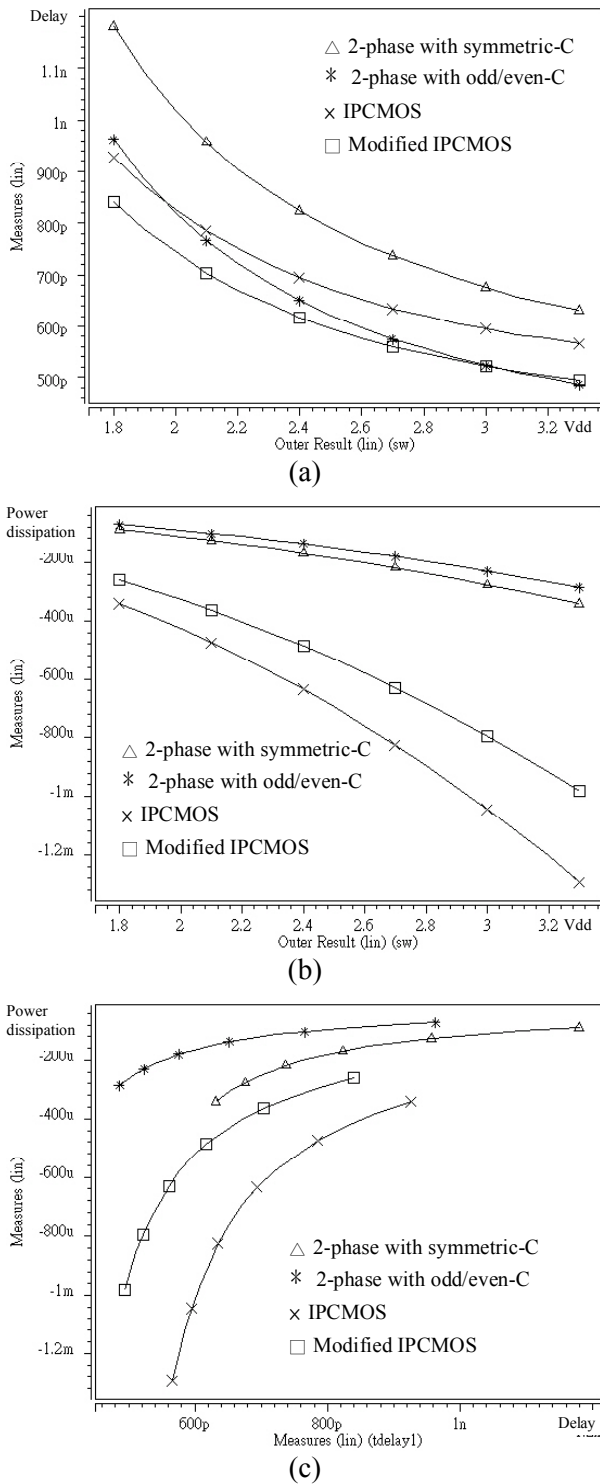 Delay
1.1n
1n
900p
800p
700p
600p
500p
Measures (lin)
2-phase with symmetric-C
2-phase with odd/even-C
IPCMOS
Modified IPCMOS
1.8 2 2.2 2.4 2.6 2.8 3 3.2 Vdd
Outer Result (lin) (sw)
(a)
Power
dissipation
-200u
-400u
-600u
-800u
-1m
-1.2m
Measures (lin)
2-phase with symmetric-C
2-phase with odd/even-C
IPCMOS
Modified IPCMOS
1.8 2 2.2 2.4 2.6 2.8 3 3.2 Vdd
Outer Result (lin) (sw)
(b)
Power
dissipation
-200u
-400u
-600u
-800u
-1m
-1.2m
Measures (lin)
2-phase with symmetric-C
2-phase with odd/even-C
IPCMOS
Modified IPCMOS
600p 800p 1n Delay
Measures (lin) (tdelay1)
(c)